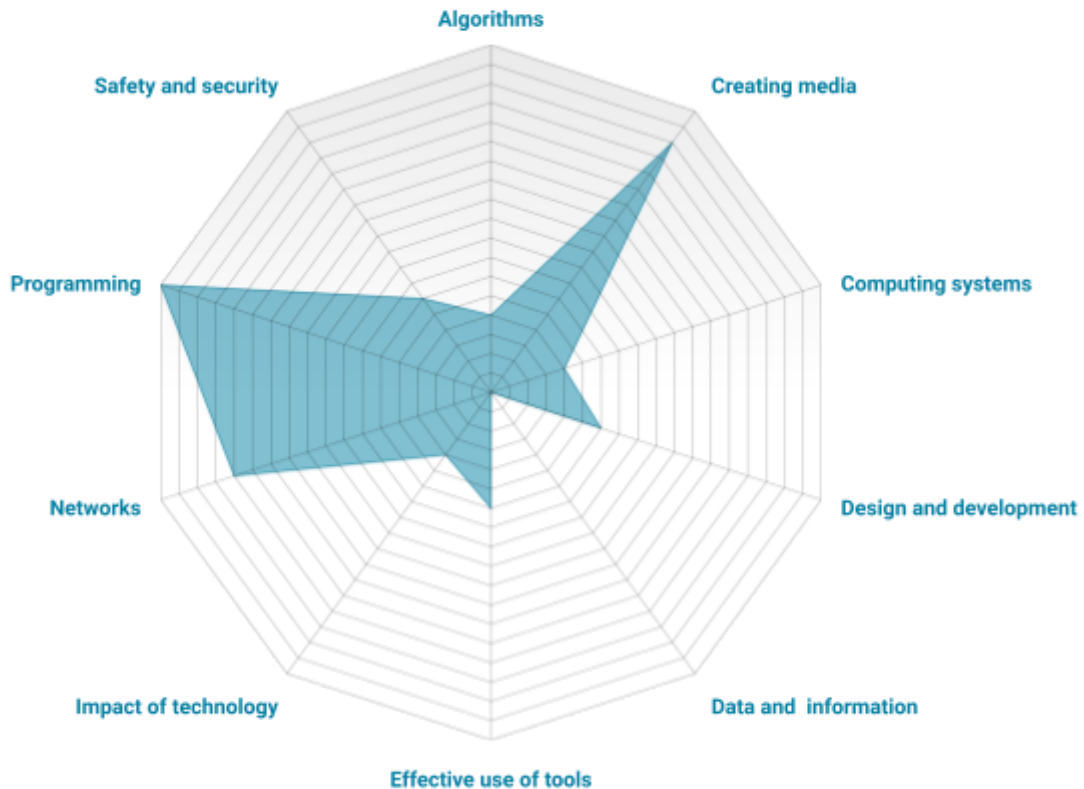 Algorithms
Safety and security
Creating media
Programming
Computing systems
Networks
Design and development
Impact of technology
Data and  information
Effective use of tools